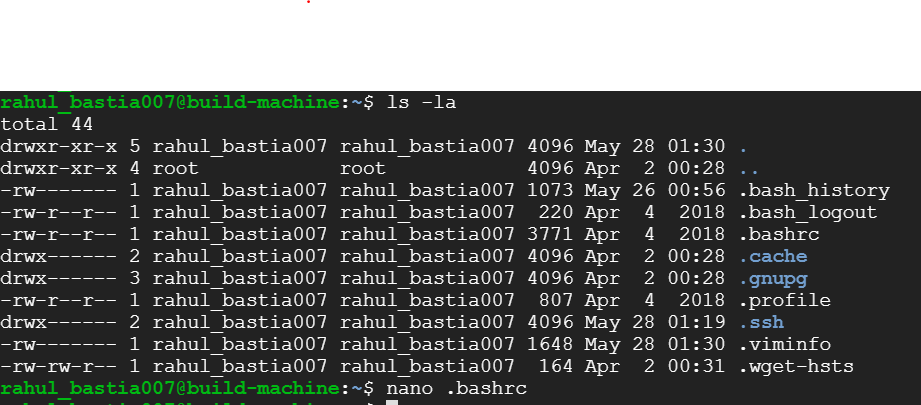 rahul_bastia007@build-machine:~$ ls -la
total 44
drwxr-xr-x 5 rahul_bastia007 rahul_bastia007 4096 May 28 01:30 .
drwxr-xr-x 4 root            root            4096 Apr  2 00:28 ..
-rw------- 1 rahul_bastia007 rahul_bastia007 1073 May 26 00:56 .bash_history
-rw-r--r-- 1 rahul_bastia007 rahul_bastia007  220 Apr  4  2018 .bash_logout
-rw-r--r-- 1 rahul_bastia007 rahul_bastia007 3771 Apr  4  2018 .bashrc
drwx------ 2 rahul_bastia007 rahul_bastia007 4096 Apr  2 00:28 .cache
drwx------ 3 rahul_bastia007 rahul_bastia007 4096 Apr  2 00:28 .gnupg
-rw-r--r-- 1 rahul_bastia007 rahul_bastia007  807 Apr  4  2018 .profile
drwx------ 2 rahul_bastia007 rahul_bastia007 4096 May 28 01:19 .ssh
-rw------- 1 rahul_bastia007 rahul_bastia007 1648 May 28 01:30 .viminfo
-rw-rw-r-- 1 rahul_bastia007 rahul_bastia007  164 Apr  2 00:31 .wget-hsts
rahul_bastia007@build-machine:~$ nano .bashrc